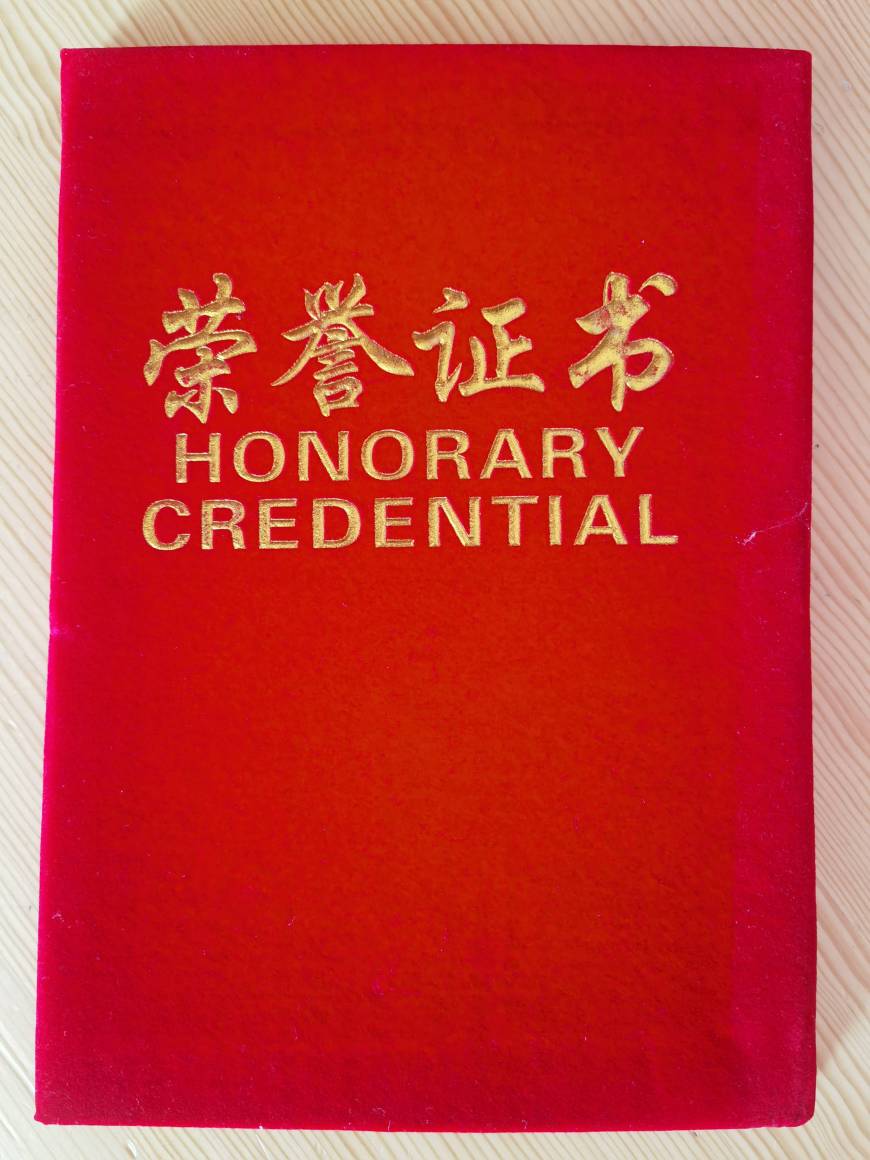 荣誉证书
HONORARY
CREDENTIAL